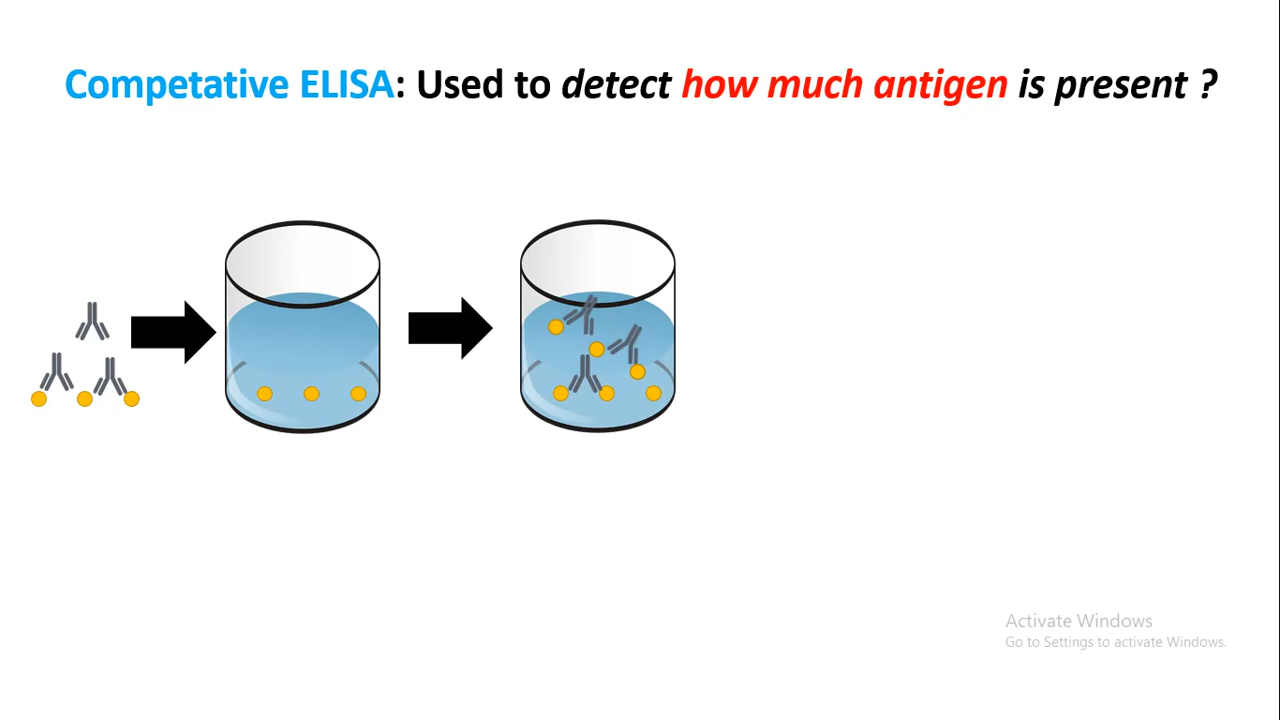 Competative ELISA: Used to detect how much antigen is present ?
Activate Windows
Go to Settings to activate Windows.